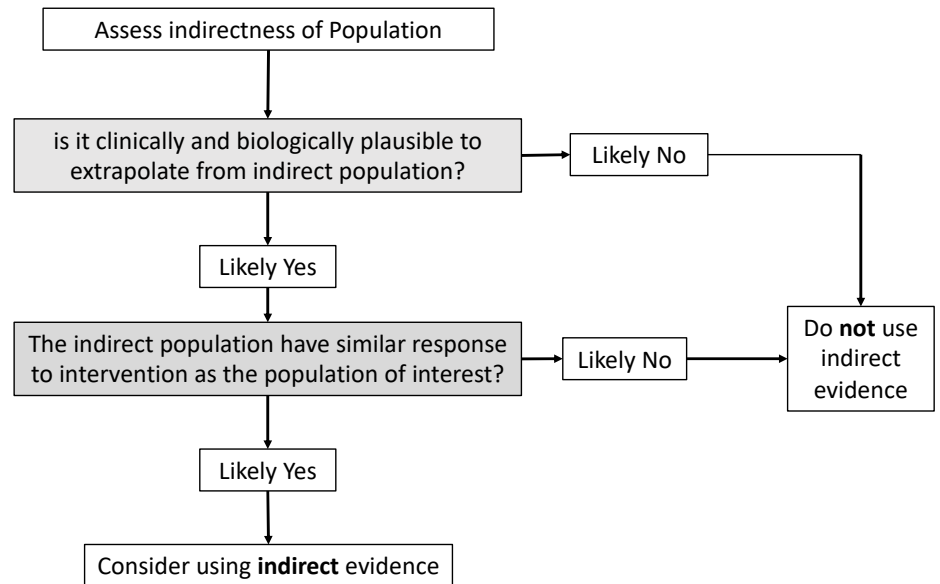 Assess indirectness of Population
is it clinically and biologically plausible to
extrapolate from indirect population?
Likely No
Likely Yes
The indirect population have similar response
to intervention as the population of interest?
Likely No
Do not use
indirect
evidence
Likely Yes
Consider using indirect evidence